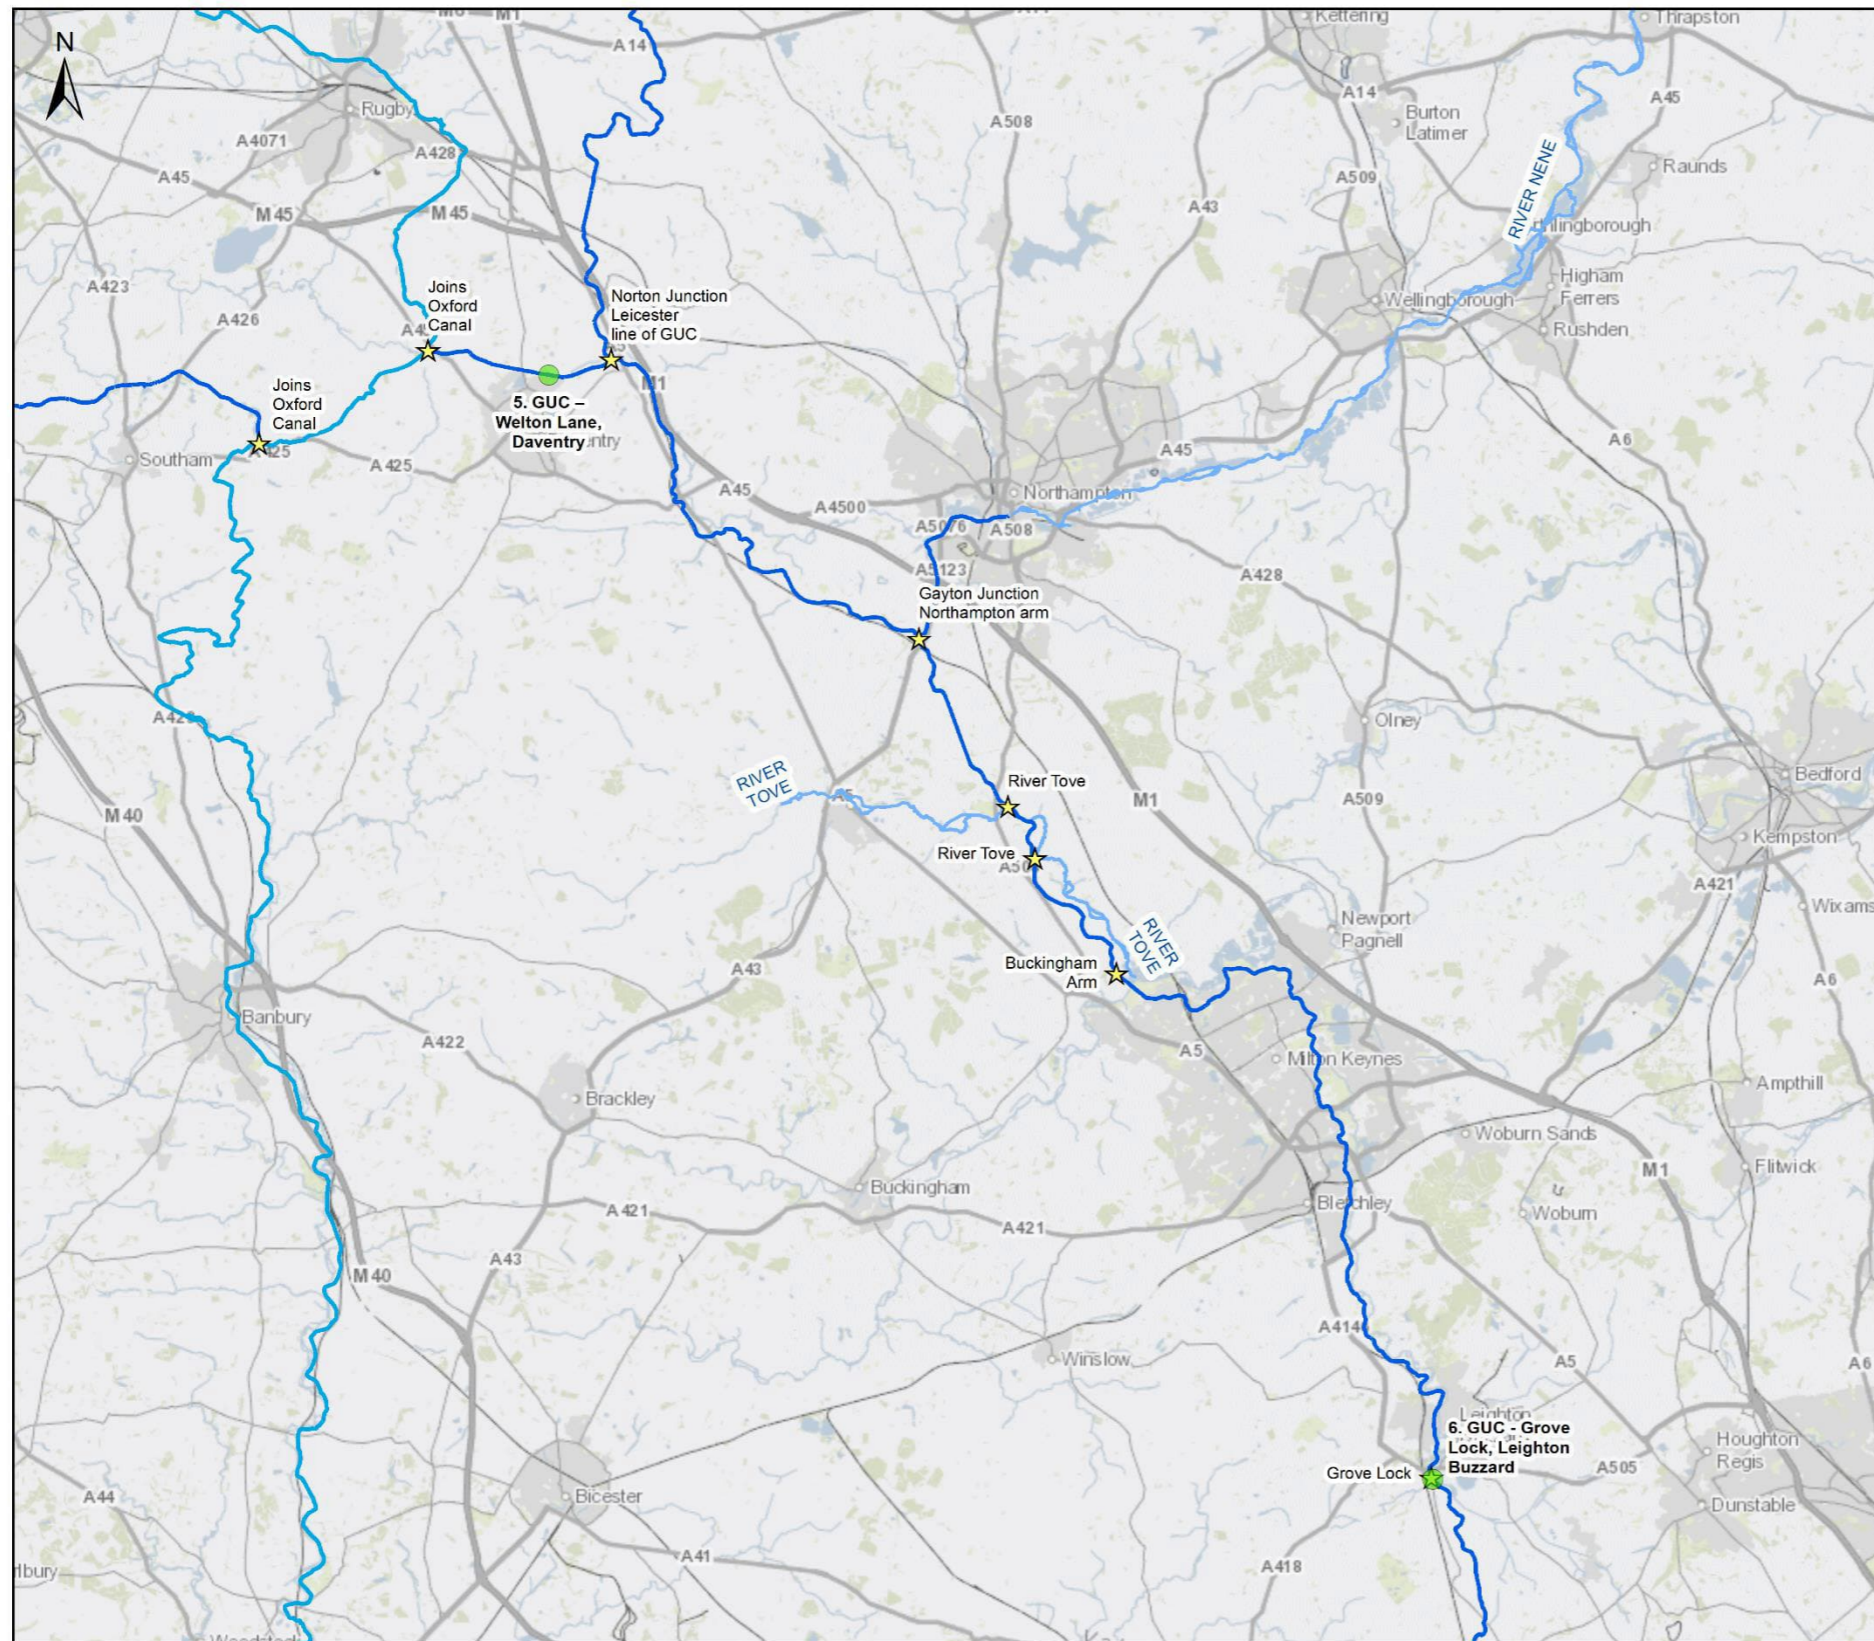 Kettering
Thrapston
A14
N
A14
A45
Burton
Latimer
Rugby
A508
A4071
A428
RIVER NENE
Raunds
A45
A509
M45
M45
A43
Higham
Ferrers
A423
Joins
Oxford
Canal
Norton Junction
Leicester
line of GUC
Wellingborough
A426
Rushden
M1
Joins
Oxford
Canal
5. GUC –
Welton Lane,
Daventry
A6
Southam
A425
A45
A45
Northampton
A4500
A5076
A508
A5123
A428
Gayton Junction
Northampton arm
Olney
RIVER
TOVE
River Tove
Bedford
A5
M1
A509
M40
Kempston
River Tove
A421
Wixams
Newport
Pagnell
RIVER
TOVE
Buckingham
Arm
A43
A6
Banbury
A422
A5
Milton Keynes
Brackley
Ampthill
Woburn Sands
Flitwick
M1
Buckingham
Bletchley
Woburn
A421
A421
A43
M40
A4146
Winslow
A5
A6
Leighton
6. GUC - Grove
Lock, Leighton
Buzzard
Houghton
Regis
Grove Lock
A505
A44
Bicester
Dunstable
A41
A418
Woodstock